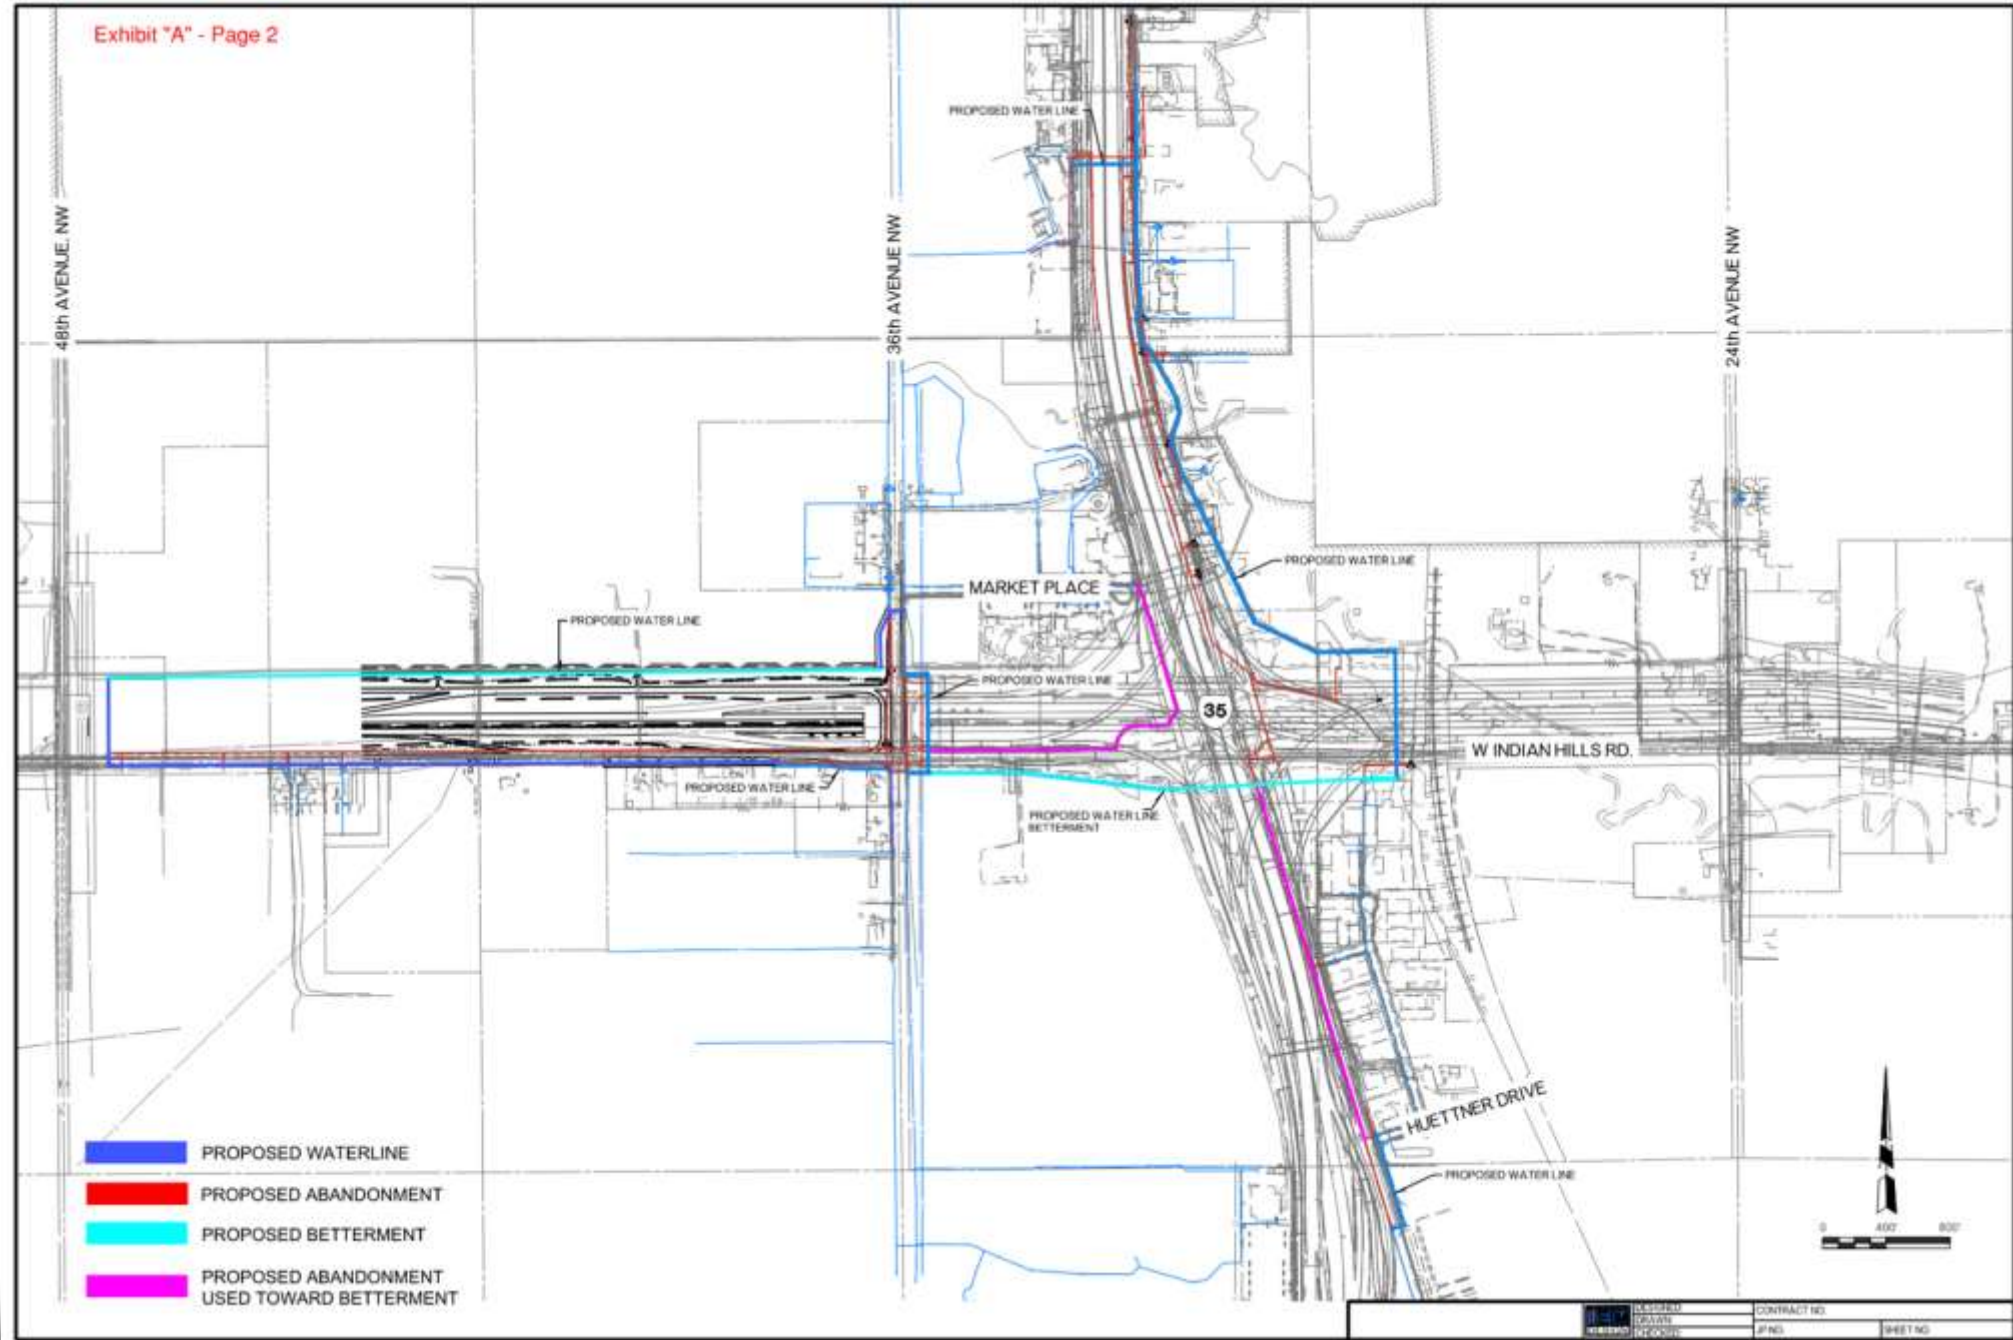 Exhibit "A" - Page 2
PROPOSED WATER LINE
48th AVENUE, NW
36th AVENUE NW
24th AVENUE NW
PROPOSED WATER LINE
MARKET PLACE
PROPOSED WATER LINE
PROPOSED WATER LINE
35
W INDIAN HILLS RD.
PROPOSED WATER LINE
PROPOSED WATER LINE
BETTERMENT
HUETTNER DRIVE
PROPOSED WATER LINE
PROPOSED WATERLINE
PROPOSED ABANDONMENT
PROPOSED BETTERMENT
PROPOSED ABANDONMENT
USED TOWARD BETTERMENT
N
0 400' 800'
DESIGNED:
DRAWN:
CHECKED:
CONTRACT NO.
JP NO.
SHEET NO.